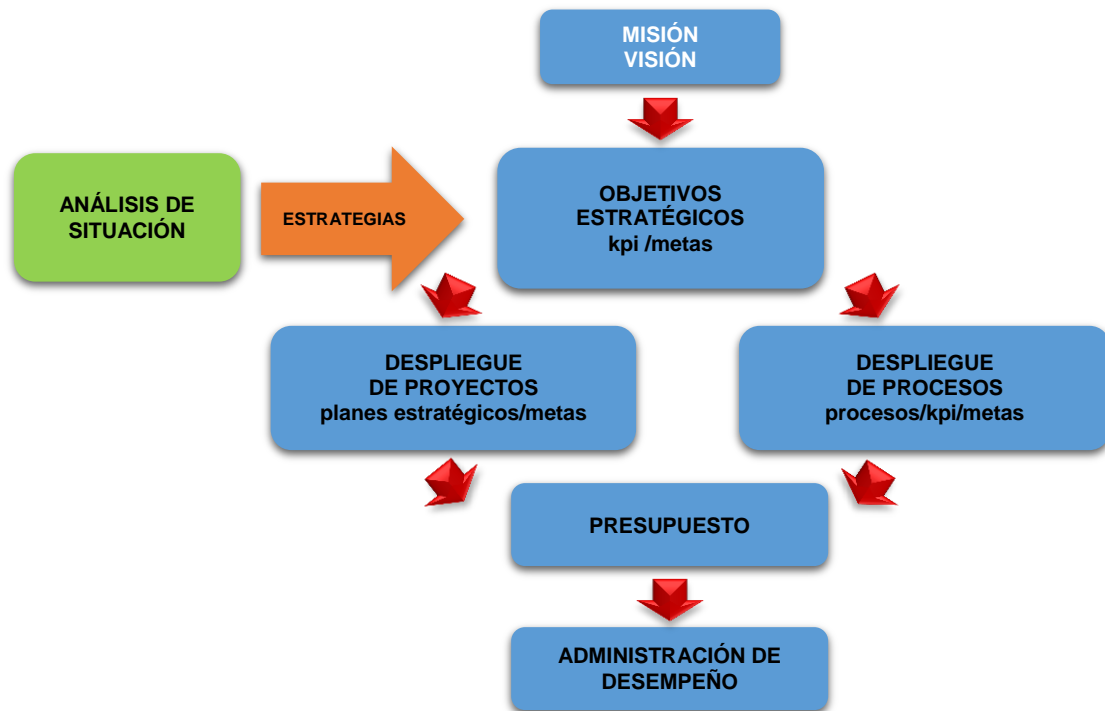 MISIÓN
VISIÓN
ANÁLISIS DE
SITUACIÓN
ESTRATEGIAS
OBJETIVOS
ESTRATÉGICOS
kpi /metas
DESPLIEGUE
DE PROYECTOS
planes estratégicos/metas
DESPLIEGUE
DE PROCESOS
procesos/kpi/metas
PRESUPUESTO
ADMINISTRACIÓN DE
DESEMPEÑO